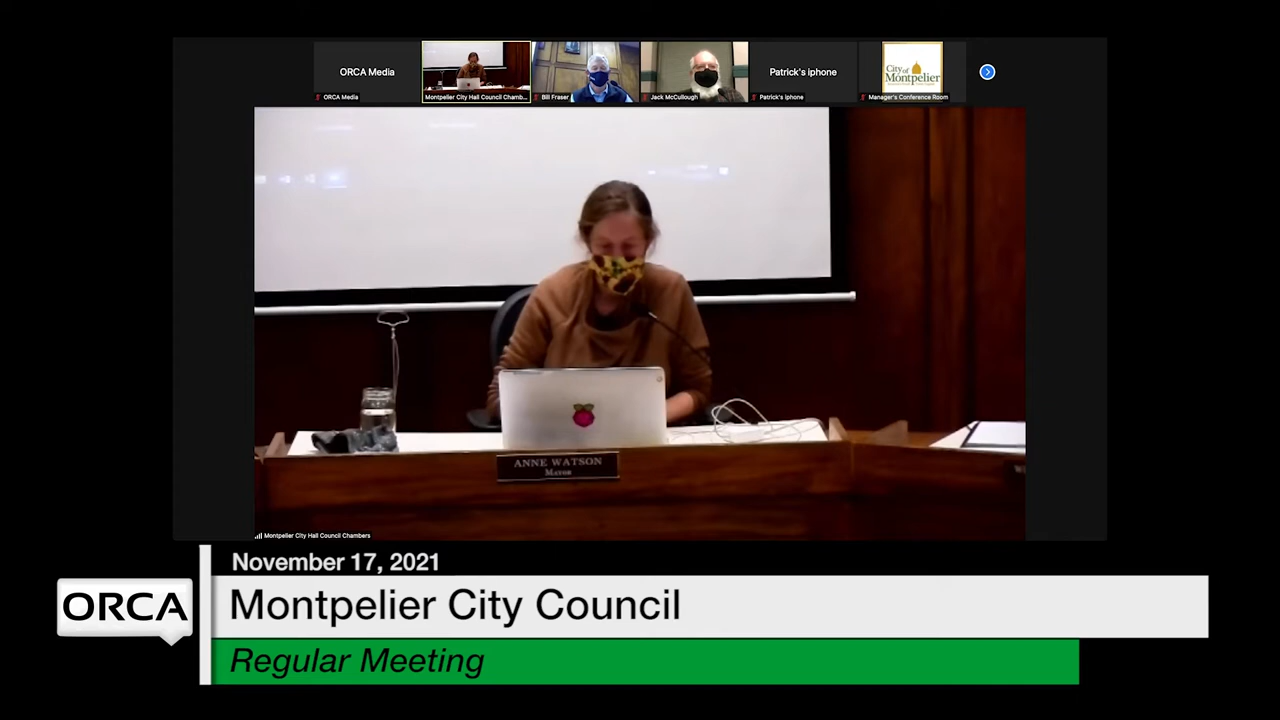 ORCA Media
Patrick's iphone
City of
Montpelier
ORCA Media
Montpelier City Hall Council Chamb...
Bill Fraser
Jack McCullough
Patrick's iphone
Manager's Conference Room
ANNE WATSON
MAYOR
Montpelier City Hall Council Chambers
November 17, 2021
ORCA
Montpelier City Council
Regular Meeting